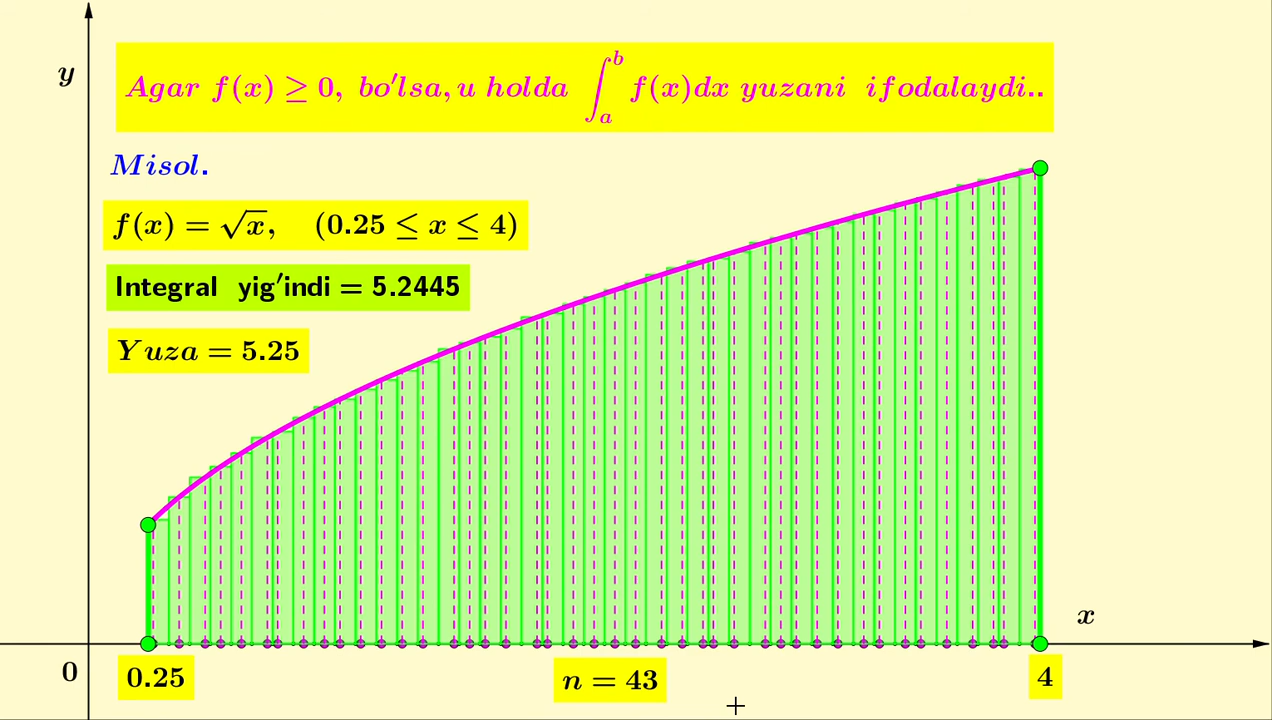 y
Agar f(x) ≥ 0, bo'lsa, u holda ∫_a^b f(x)dx yuzani ifodalaydi..
Misol.
f(x) = √x, (0.25 ≤ x ≤ 4)
Integral yig'indi = 5.2445
Yuza = 5.25
x
0
0.25
n = 43
4